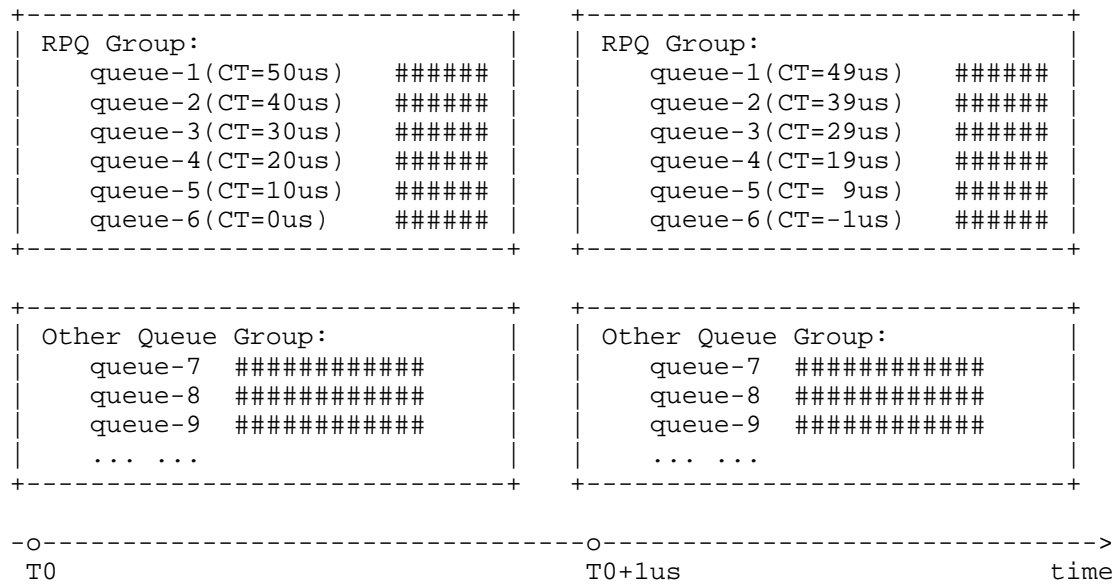 +------------------------------+   +------------------------------+
| RPQ Group:                   |   | RPQ Group:                   |
|    queue-1(CT=50us)   ###### |   |    queue-1(CT=49us)   ###### |
|    queue-2(CT=40us)   ###### |   |    queue-2(CT=39us)   ###### |
|    queue-3(CT=30us)   ###### |   |    queue-3(CT=29us)   ###### |
|    queue-4(CT=20us)   ###### |   |    queue-4(CT=19us)   ###### |
|    queue-5(CT=10us)   ###### |   |    queue-5(CT= 9us)   ###### |
|    queue-6(CT=0us)    ###### |   |    queue-6(CT=-1us)   ###### |
+------------------------------+   +------------------------------+

+------------------------------+   +------------------------------+
| Other Queue Group:           |   | Other Queue Group:           |
|    queue-7  ############     |   |    queue-7  ############     |
|    queue-8  ############     |   |    queue-8  ############     |
|    queue-9  ############     |   |    queue-9  ############     |
|    ... ...                   |   |    ... ...                   |
+------------------------------+   +------------------------------+

-o----------------------------------o------------------------------->
 T0                                 T0+1us                       time